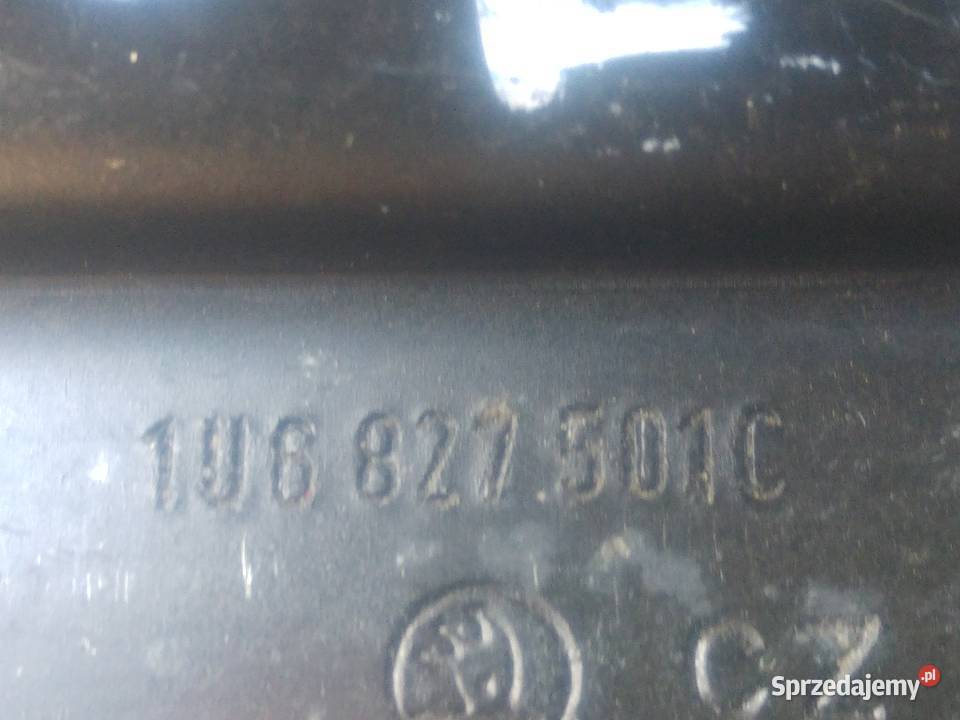 1U6 827 501C
CZ
Sprzedajemy.pl